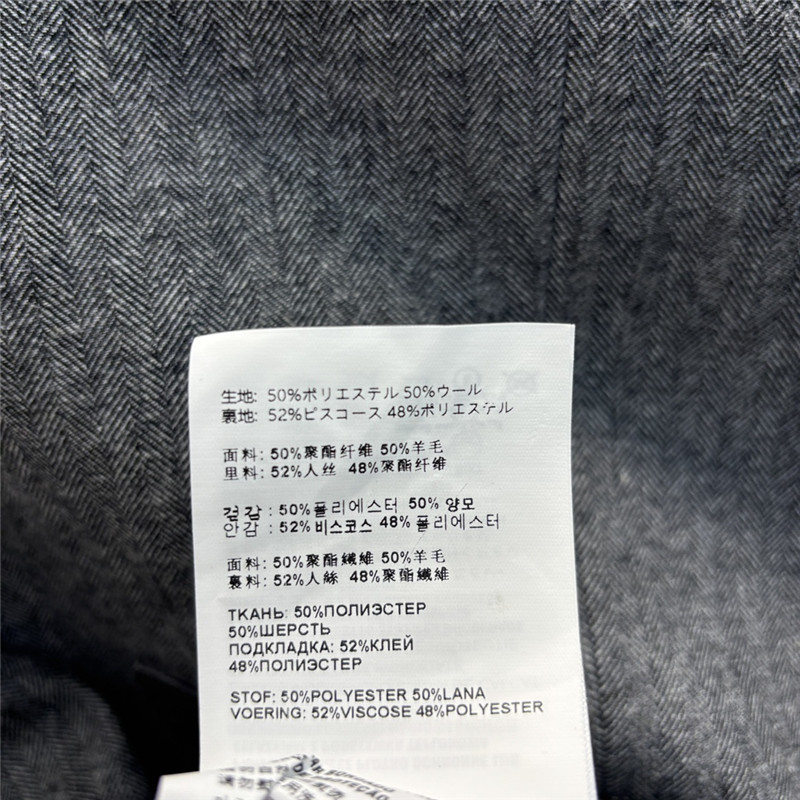 生地: 50%ポリエステル 50%ウール
裏地: 52%ビスコース 48%ポリエステル
面料: 50%聚酯纤维 50%羊毛
里料: 52%人丝 48%聚酯纤维
겉감 : 50%폴리에스터 50% 양모
안감 : 52% 비스코스 48% 폴리에스터
面料: 50%聚酯纖維 50%羊毛
裏料: 52%人絲 48%聚酯纖維
ТКАНЬ: 50%ПОЛИЭСТЕР
50%ШЕРСТЬ
ПОДКЛАДКА: 52%КЛЕЙ
48%ПОЛИЭСТЕР
STOF: 50%POLYESTER 50%LANA
VOERING: 52%VISCOSE 48%POLYESTER
请勿